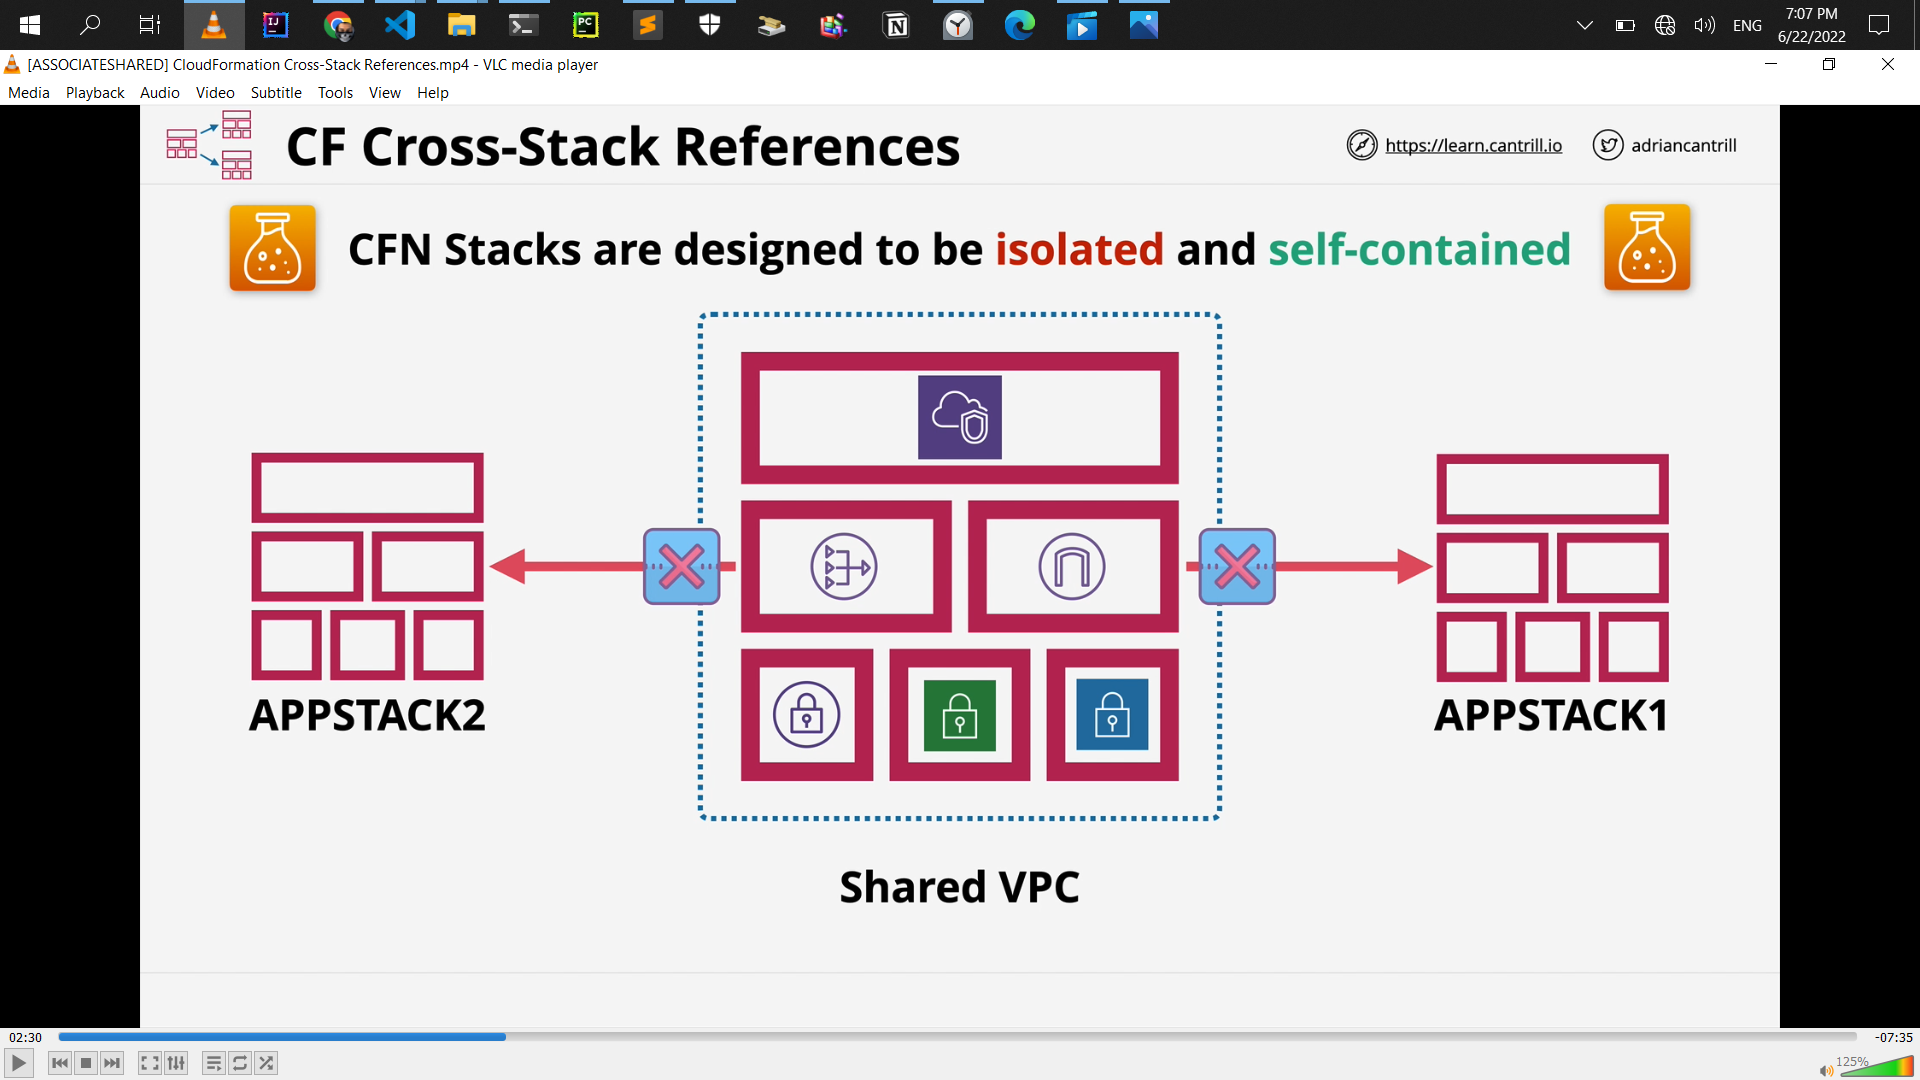 ENG
7:07 PM
6/22/2022
[ASSOCIATESHARED] CloudFormation Cross-Stack References.mp4 - VLC media player
Media Playback Audio Video Subtitle Tools View Help
CF Cross-Stack References
https://learn.cantrill.io
adriancantrill
CFN Stacks are designed to be isolated and self-contained
APPSTACK2
APPSTACK1
Shared VPC
02:30
-07:35
125%